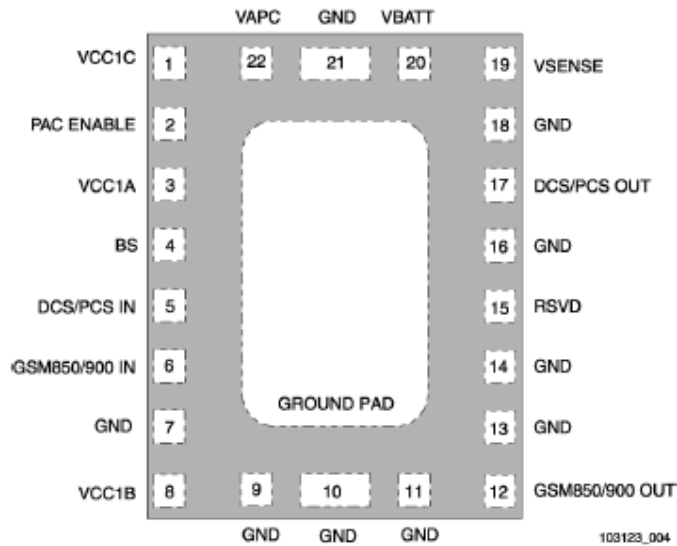 VAPC GND VBATT
VCC1C 1 22 21 20 19 VSENSE
PAC ENABLE 2 18 GND
VCC1A 3 17 DCS/PCS OUT
BS 4 16 GND
DCS/PCS IN 5 15 RSVD
GSM850/900 IN 6 14 GND
GROUND PAD
GND 7 13 GND
VCC1B 8 9 10 11 12 GSM850/900 OUT
GND GND GND
103123_004